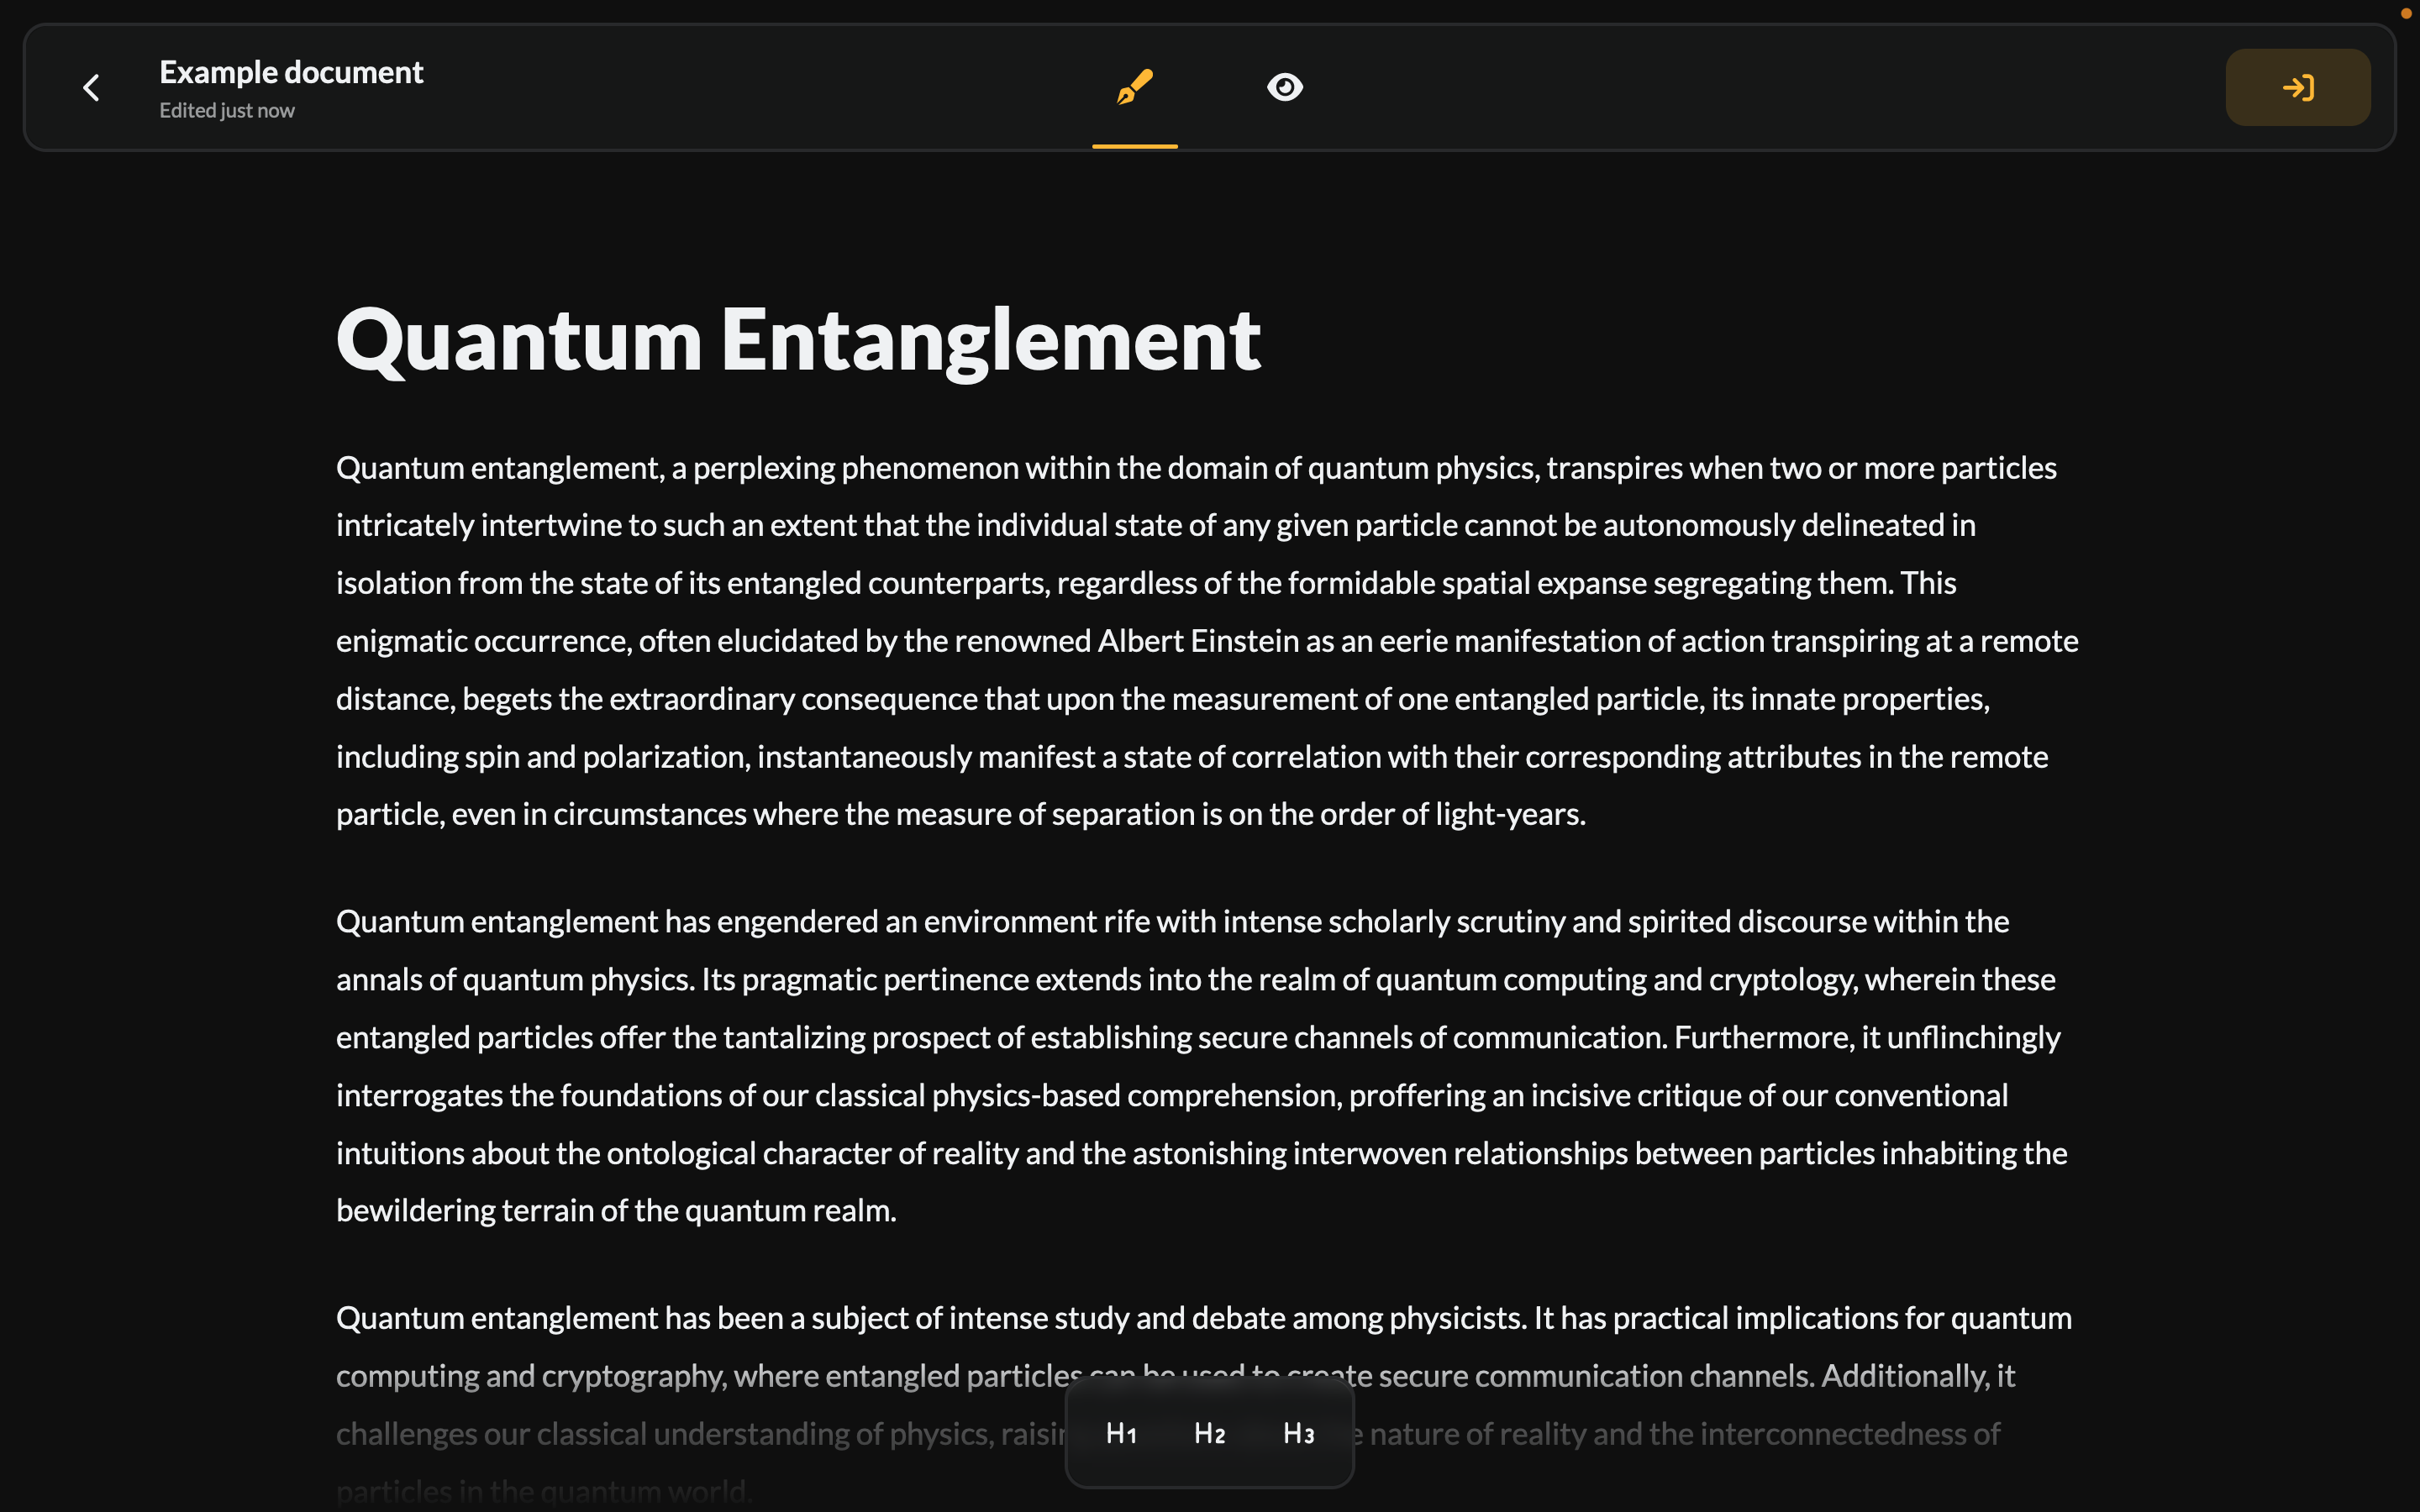 Example document
Edited just now
Quantum Entanglement
Quantum entanglement, a perplexing phenomenon within the domain of quantum physics, transpires when two or more particles
intricately intertwine to such an extent that the individual state of any given particle cannot be autonomously delineated in
isolation from the state of its entangled counterparts, regardless of the formidable spatial expanse segregating them. This
enigmatic occurrence, often elucidated by the renowned Albert Einstein as an eerie manifestation of action transpiring at a remote
distance, begets the extraordinary consequence that upon the measurement of one entangled particle, its innate properties,
including spin and polarization, instantaneously manifest a state of correlation with their corresponding attributes in the remote
particle, even in circumstances where the measure of separation is on the order of light-years.
Quantum entanglement has engendered an environment rife with intense scholarly scrutiny and spirited discourse within the
annals of quantum physics. Its pragmatic pertinence extends into the realm of quantum computing and cryptology, wherein these
entangled particles offer the tantalizing prospect of establishing secure channels of communication. Furthermore, it unflinchingly
interrogates the foundations of our classical physics-based comprehension, proffering an incisive critique of our conventional
intuitions about the ontological character of reality and the astonishing interwoven relationships between particles inhabiting the
bewildering terrain of the quantum realm.
Quantum entanglement has been a subject of intense study and debate among physicists. It has practical implications for quantum
computing and cryptography, where entangled particles can be used to create secure communication channels. Additionally, it
challenges our classical understanding of physics, nature of reality and the interconnectedness of
particles in the quantum world.
H1 H2 H3